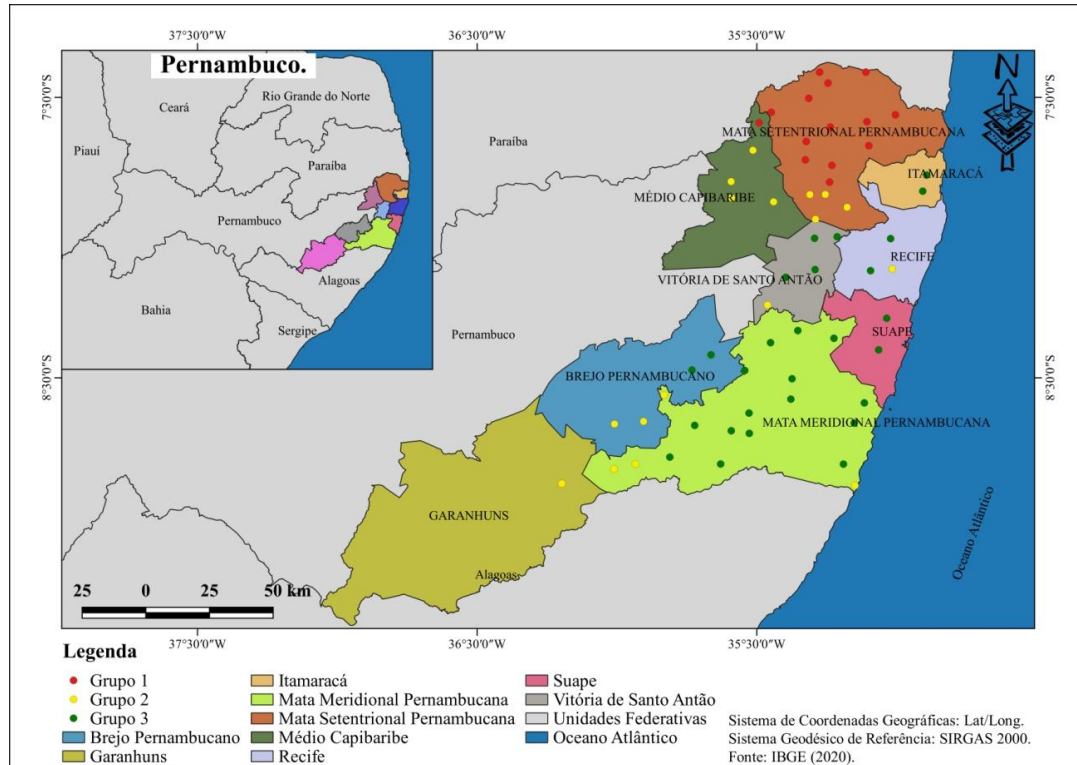 37°30'0"W 36°30'0"W 35°30'0"W
Pernambuco.
Ceará
Rio Grande do Norte
Piauí
Paraíba
Pernambuco
Alagoas
Bahia
Sergipe
7°30'0"S
8°30'0"S
7°30'0"S
8°30'0"S
N
Paraíba
MATA SETENTRIONAL PERNAMBUCANA
ITAMARACÁ
MÉDIO CAPIBARIBE
RECIFE
VITÓRIA DE SANTO ANTÃO
Pernambuco
SUAPE
BREJO PERNAMBUCANO
MATA MERIDIONAL PERNAMBUCANA
GARANHUNS
Alagoas
Oceano Atlântico
25 0 25 50 km
37°30'0"W 36°30'0"W 35°30'0"W
Legenda
Grupo 1
Grupo 2
Grupo 3
Brejo Pernambucano
Garanhuns
Itamaracá
Mata Meridional Pernambucana
Mata Setentrional Pernambucana
Médio Capibaribe
Recife
Suape
Vitória de Santo Antão
Unidades Federativas
Oceano Atlântico
Sistema de Coordenadas Geográficas: Lat/Long.
Sistema Geodésico de Referência: SIRGAS 2000.
Fonte: IBGE (2020).